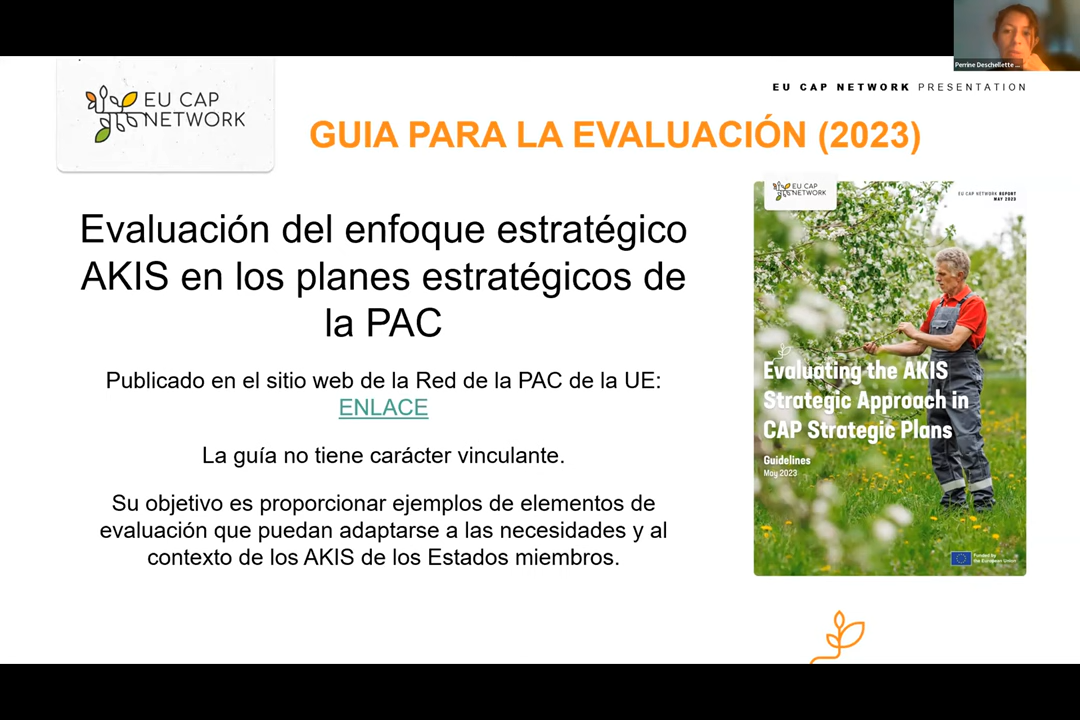 Perrine Deschellette ...
EU CAP NETWORK PRESENTATION
EU CAP
NETWORK
GUIA PARA LA EVALUACIÓN (2023)
Evaluación del enfoque estratégico
AKIS en los planes estratégicos de
la PAC
Publicado en el sitio web de la Red de la PAC de la UE:
ENLACE
La guía no tiene carácter vinculante.
Su objetivo es proporcionar ejemplos de elementos de
evaluación que puedan adaptarse a las necesidades y al
contexto de los AKIS de los Estados miembros.
EU CAP
NETWORK
EU CAP NETWORK REPORT
MAY 2023
Evaluating the AKIS
Strategic Approach in
CAP Strategic Plans
Guidelines
May 2023
Funded by
the European Union